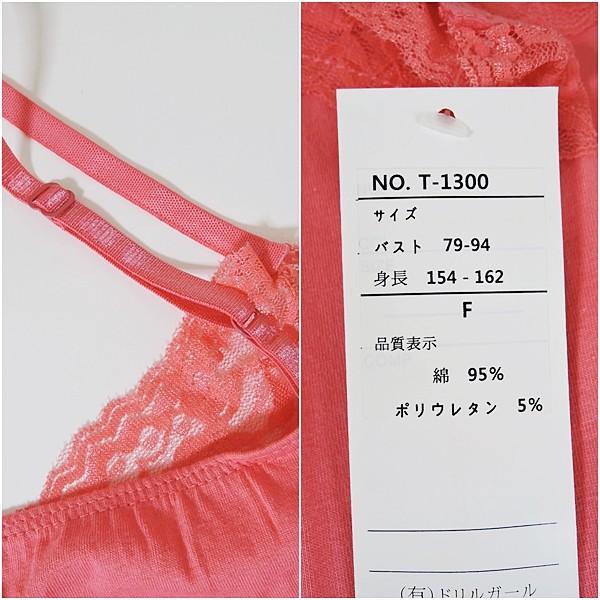 NO. T-1300
サイズ
バスト 79-94
身長 154 - 162
F
品質表示
綿 95%
ポリウレタン 5%
(有)ドリルガール